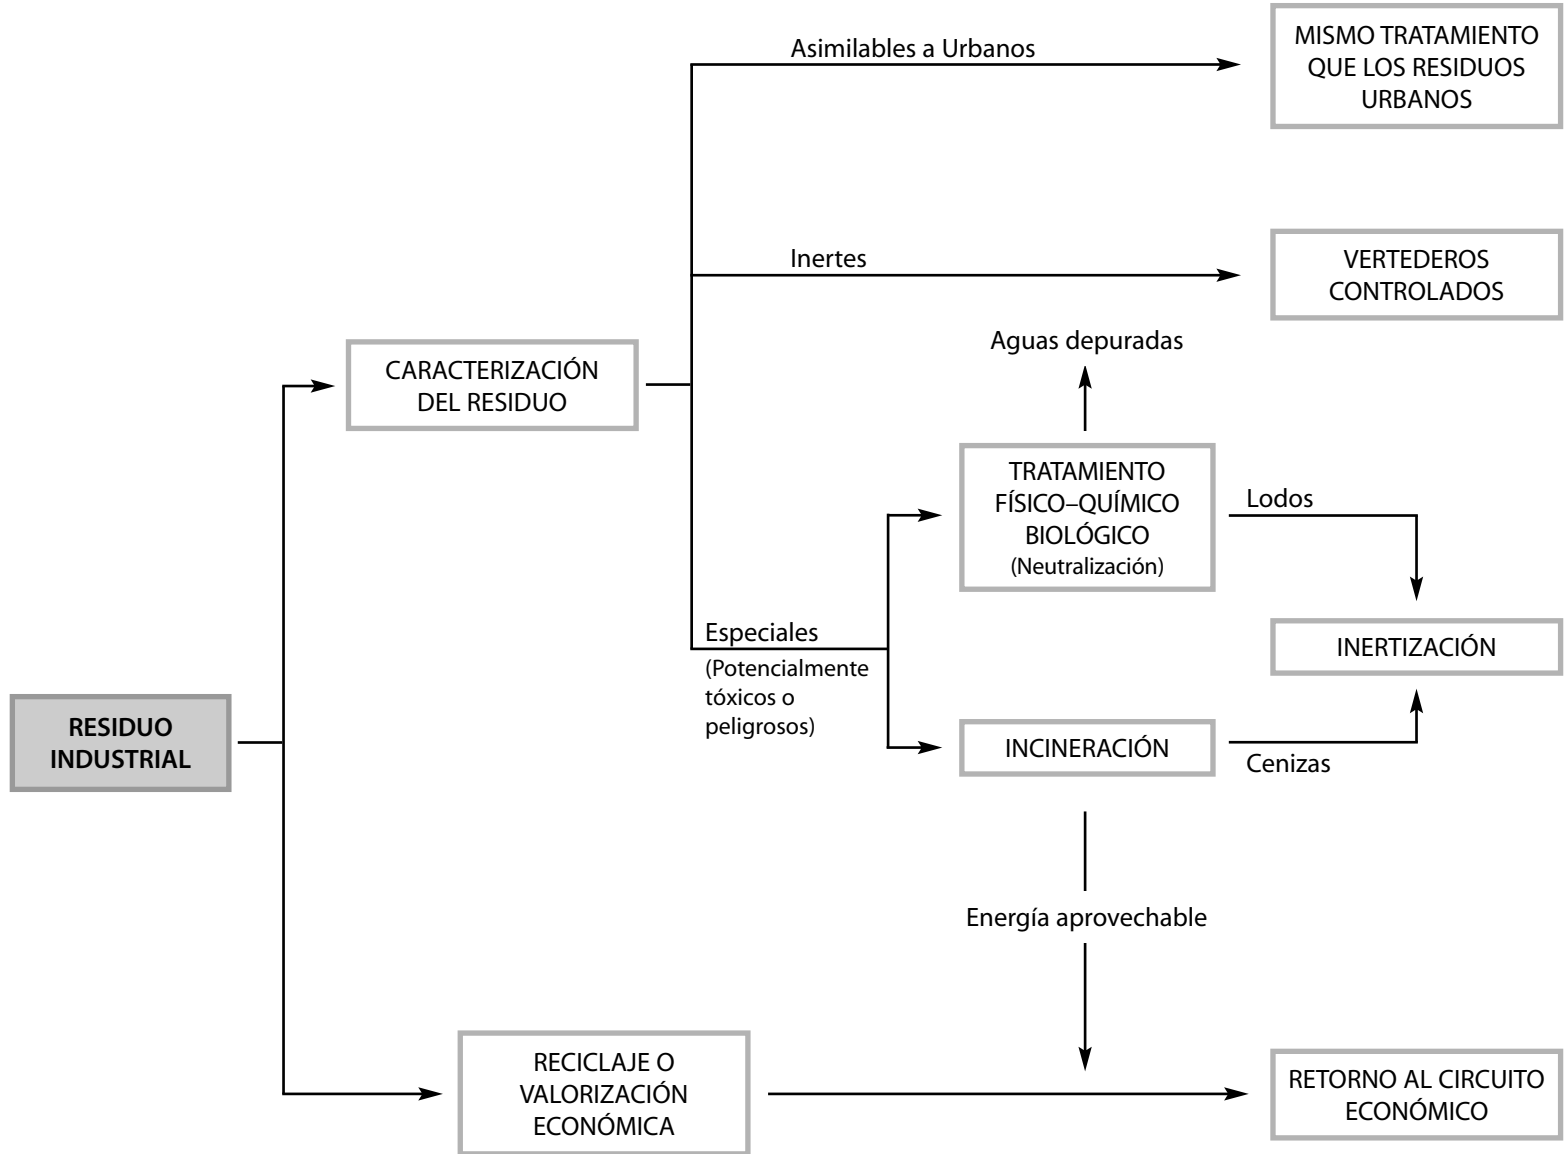 Asimilables a Urbanos
MISMO TRATAMIENTO
QUE LOS RESIDUOS
URBANOS
Inertes
VERTEDEROS
CONTROLADOS
Aguas depuradas
CARACTERIZACIÓN
DEL RESIDUO
TRATAMIENTO
FÍSICO–QUÍMICO
BIOLÓGICO
(Neutralización)
Lodos
Especiales
(Potencialmente
tóxicos o
peligrosos)
INERTIZACIÓN
RESIDUO
INDUSTRIAL
INCINERACIÓN
Cenizas
Energía aprovechable
RECICLAJE O
VALORIZACIÓN
ECONÓMICA
RETORNO AL CIRCUITO
ECONÓMICO